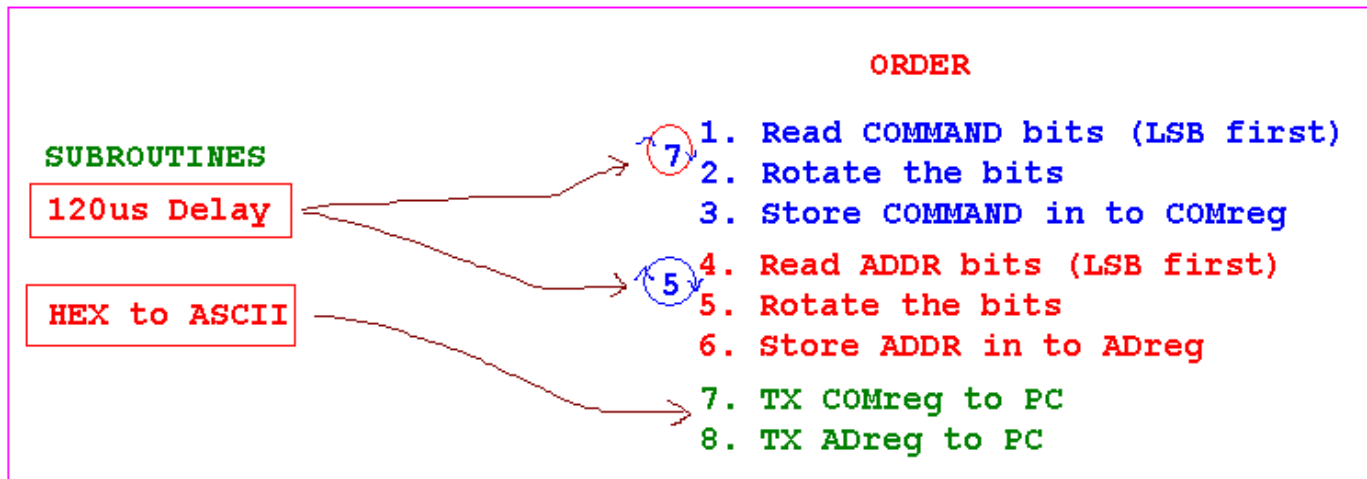 ORDER
SUBROUTINES
120us Delay
HEX to ASCII
7
1. Read COMMAND bits (LSB first)
2. Rotate the bits
3. Store COMMAND in to COMreg
5
4. Read ADDR bits (LSB first)
5. Rotate the bits
6. Store ADDR in to ADreg
7. TX COMreg to PC
8. TX ADreg to PC